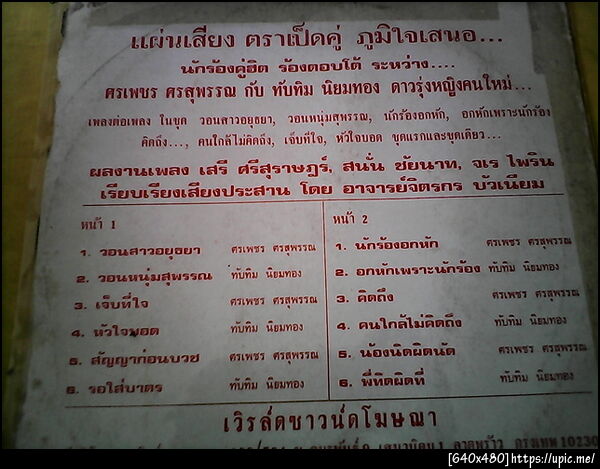 แผ่นเสียง ตราเป็ดคู่ ภูมิใจเสนอ...
นักร้องคู่ฮิต ร้องตอบโต้ ระหว่าง....
ศรเพชร ศรสุพรรณ กับ ทับทิม นิยมทอง ดาวรุ่งหญิงคนใหม่...
เพลงต่อเพลง ในชุด วอนสาวอยุธยา, วอนหนุ่มสุพรรณ, นักร้องอกหัก, อกหักเพราะนักร้อง
คิดถึง..., คนใกล้ไม่คิดถึง, เจ็บที่ใจ, หัวใจบอด ชุดแรกและชุดเดียว...
ผลงานเพลง เสรี ศรีสุราษฎร์, สนั่น ชัยนาท, จเร ไพริน
เรียบเรียงเสียงประสาน โดย อาจารย์จิตรกร บัวเนียม
หน้า 1
1. วอนสาวอยุธยา ศรเพชร ศรสุพรรณ
2. วอนหนุ่มสุพรรณ ทับทิม นิยมทอง
3. เจ็บที่ใจ ศรเพชร ศรสุพรรณ
4. หัวใจบอด ทับทิม นิยมทอง
5. สัญญาก่อนบวช ศรเพชร ศรสุพรรณ
6. รอใส่บาตร ทับทิม นิยมทอง
หน้า 2
1. นักร้องอกหัก ศรเพชร ศรสุพรรณ
2. อกหักเพราะนักร้อง ทับทิม นิยมทอง
3. คิดถึง ศรเพชร ศรสุพรรณ
4. คนใกล้ไม่คิดถึง ทับทิม นิยมทอง
5. น้องนิดผิดนัด ศรเพชร ศรสุพรรณ
6. พี่ทิดผิดที่ ทับทิม นิยมทอง
เวิรล์ดซาวน์ดโฆษณา
ลาดพร้าว กรุงเทพ 10230
[640x480]https://upic.me/